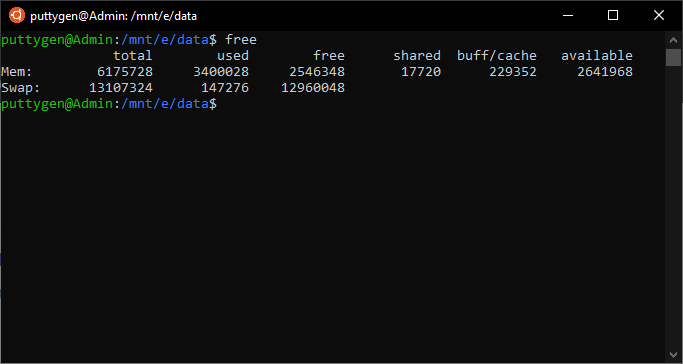 puttygen@Admin: /mnt/e/data
puttygen@Admin:/mnt/e/data$ free
              total        used        free      shared  buff/cache   available
Mem:        6175728     3400028     2546348       17720      229352     2641968
Swap:      13107324      147276    12960048
puttygen@Admin:/mnt/e/data$